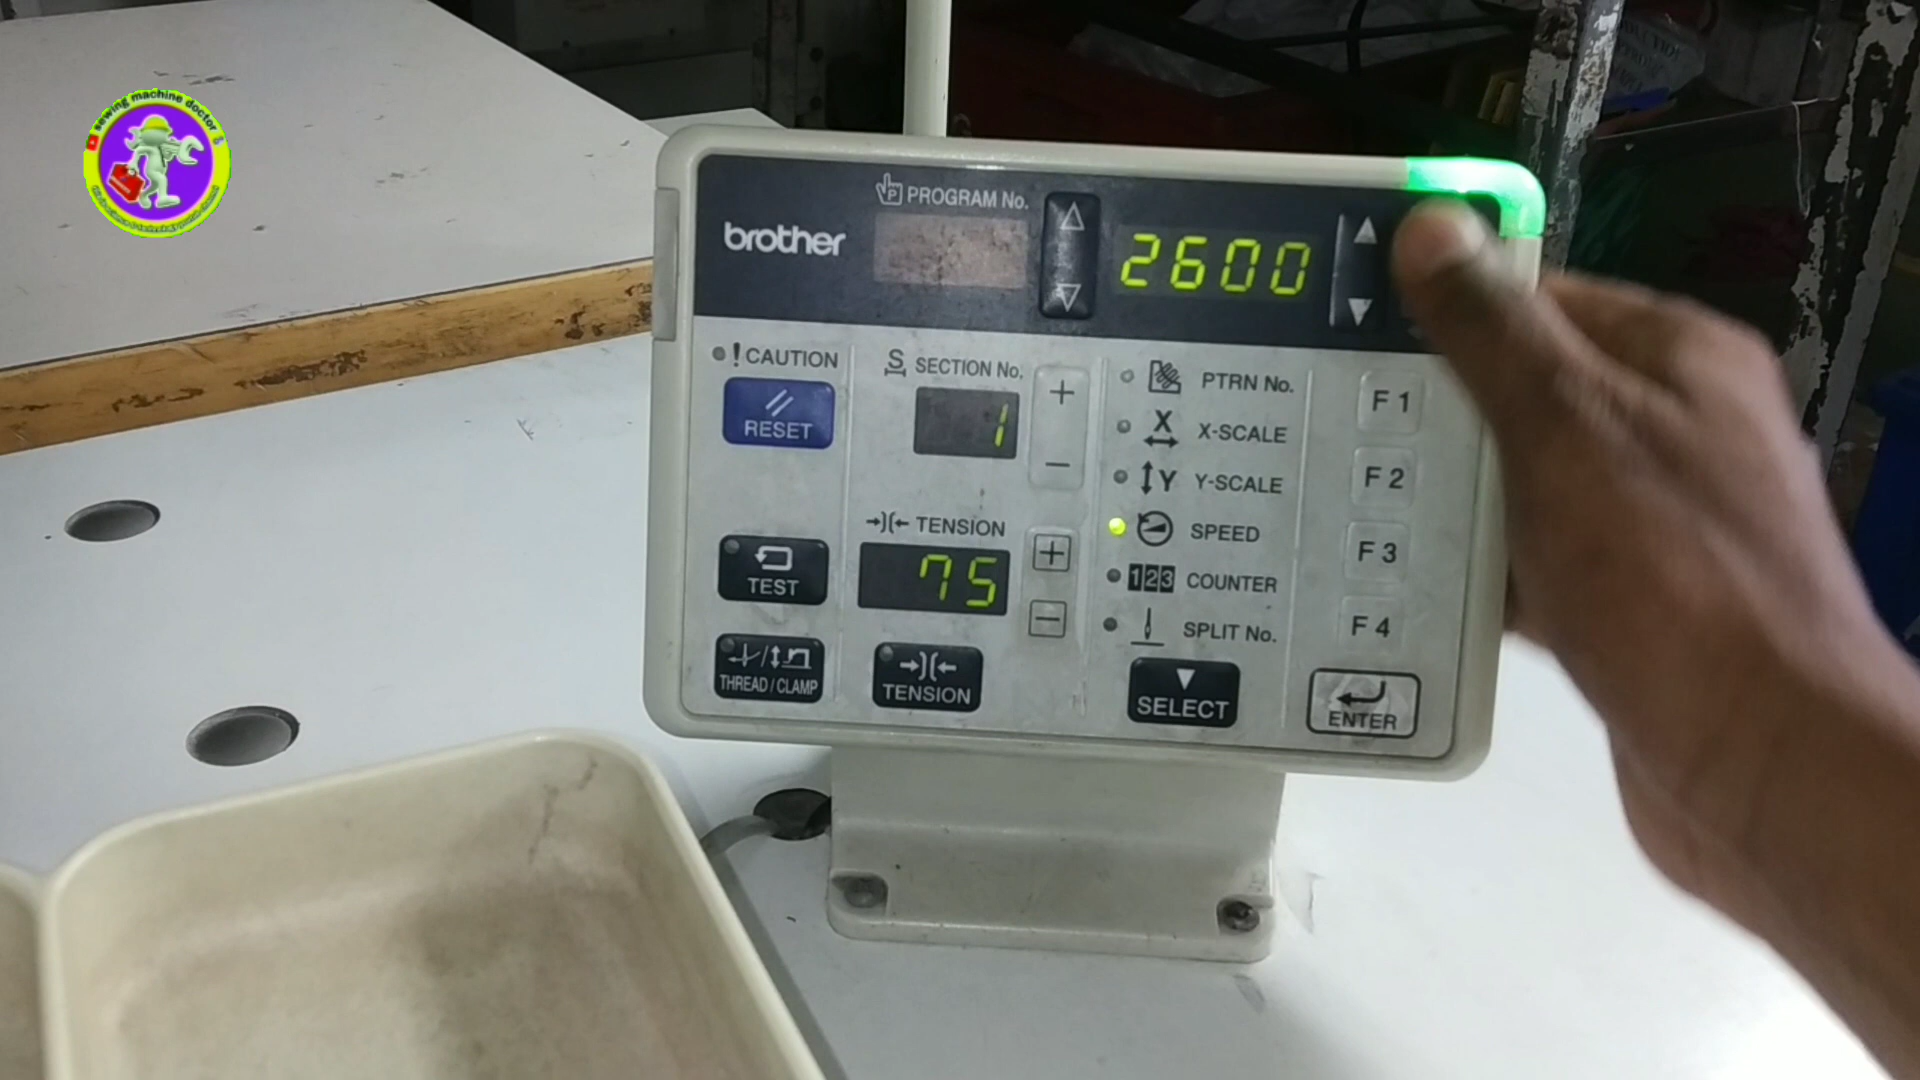 sewing machine doctor
PROGRAM No.
brother
2600
! CAUTION
RESET
S SECTION No.
1
+
−
PTRN No.
X X-SCALE
Y Y-SCALE
SPEED
123 COUNTER
SPLIT No.
F 1
F 2
F 3
F 4
TENSION
75
+
−
TEST
THREAD / CLAMP
TENSION
SELECT
ENTER